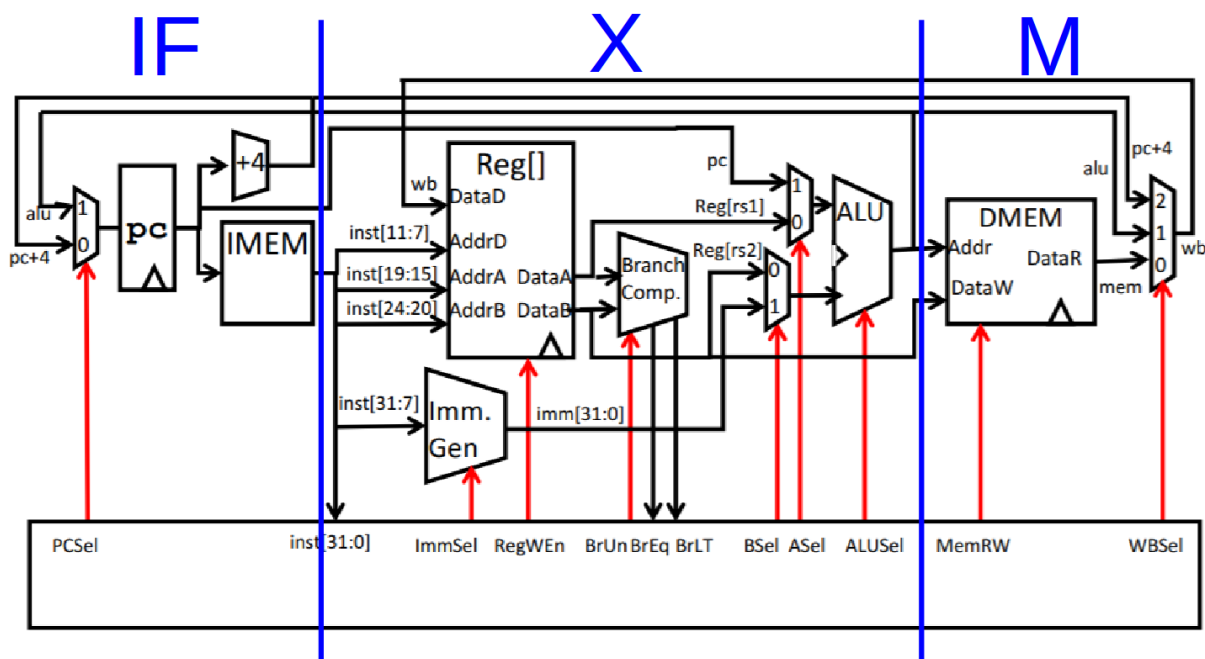 IF X M
pc+4
+4
Reg[]
pc
alu
wb
DataD
1
2
alu
1
pc
IMEM
inst[11:7]
AddrD
Reg[rs1]
0
ALU
DMEM
1
wb
pc+4
0
inst[19:15]
AddrA DataA
Branch
Comp.
Reg[rs2]
0
Addr
DataR
0
inst[24:20]
AddrB DataB
1
DataW
mem
inst[31:7]
Imm.
Gen
imm[31:0]
PCSel inst[31:0] ImmSel RegWEn BrUn BrEq BrLT BSel ASel ALUSel MemRW WBSel